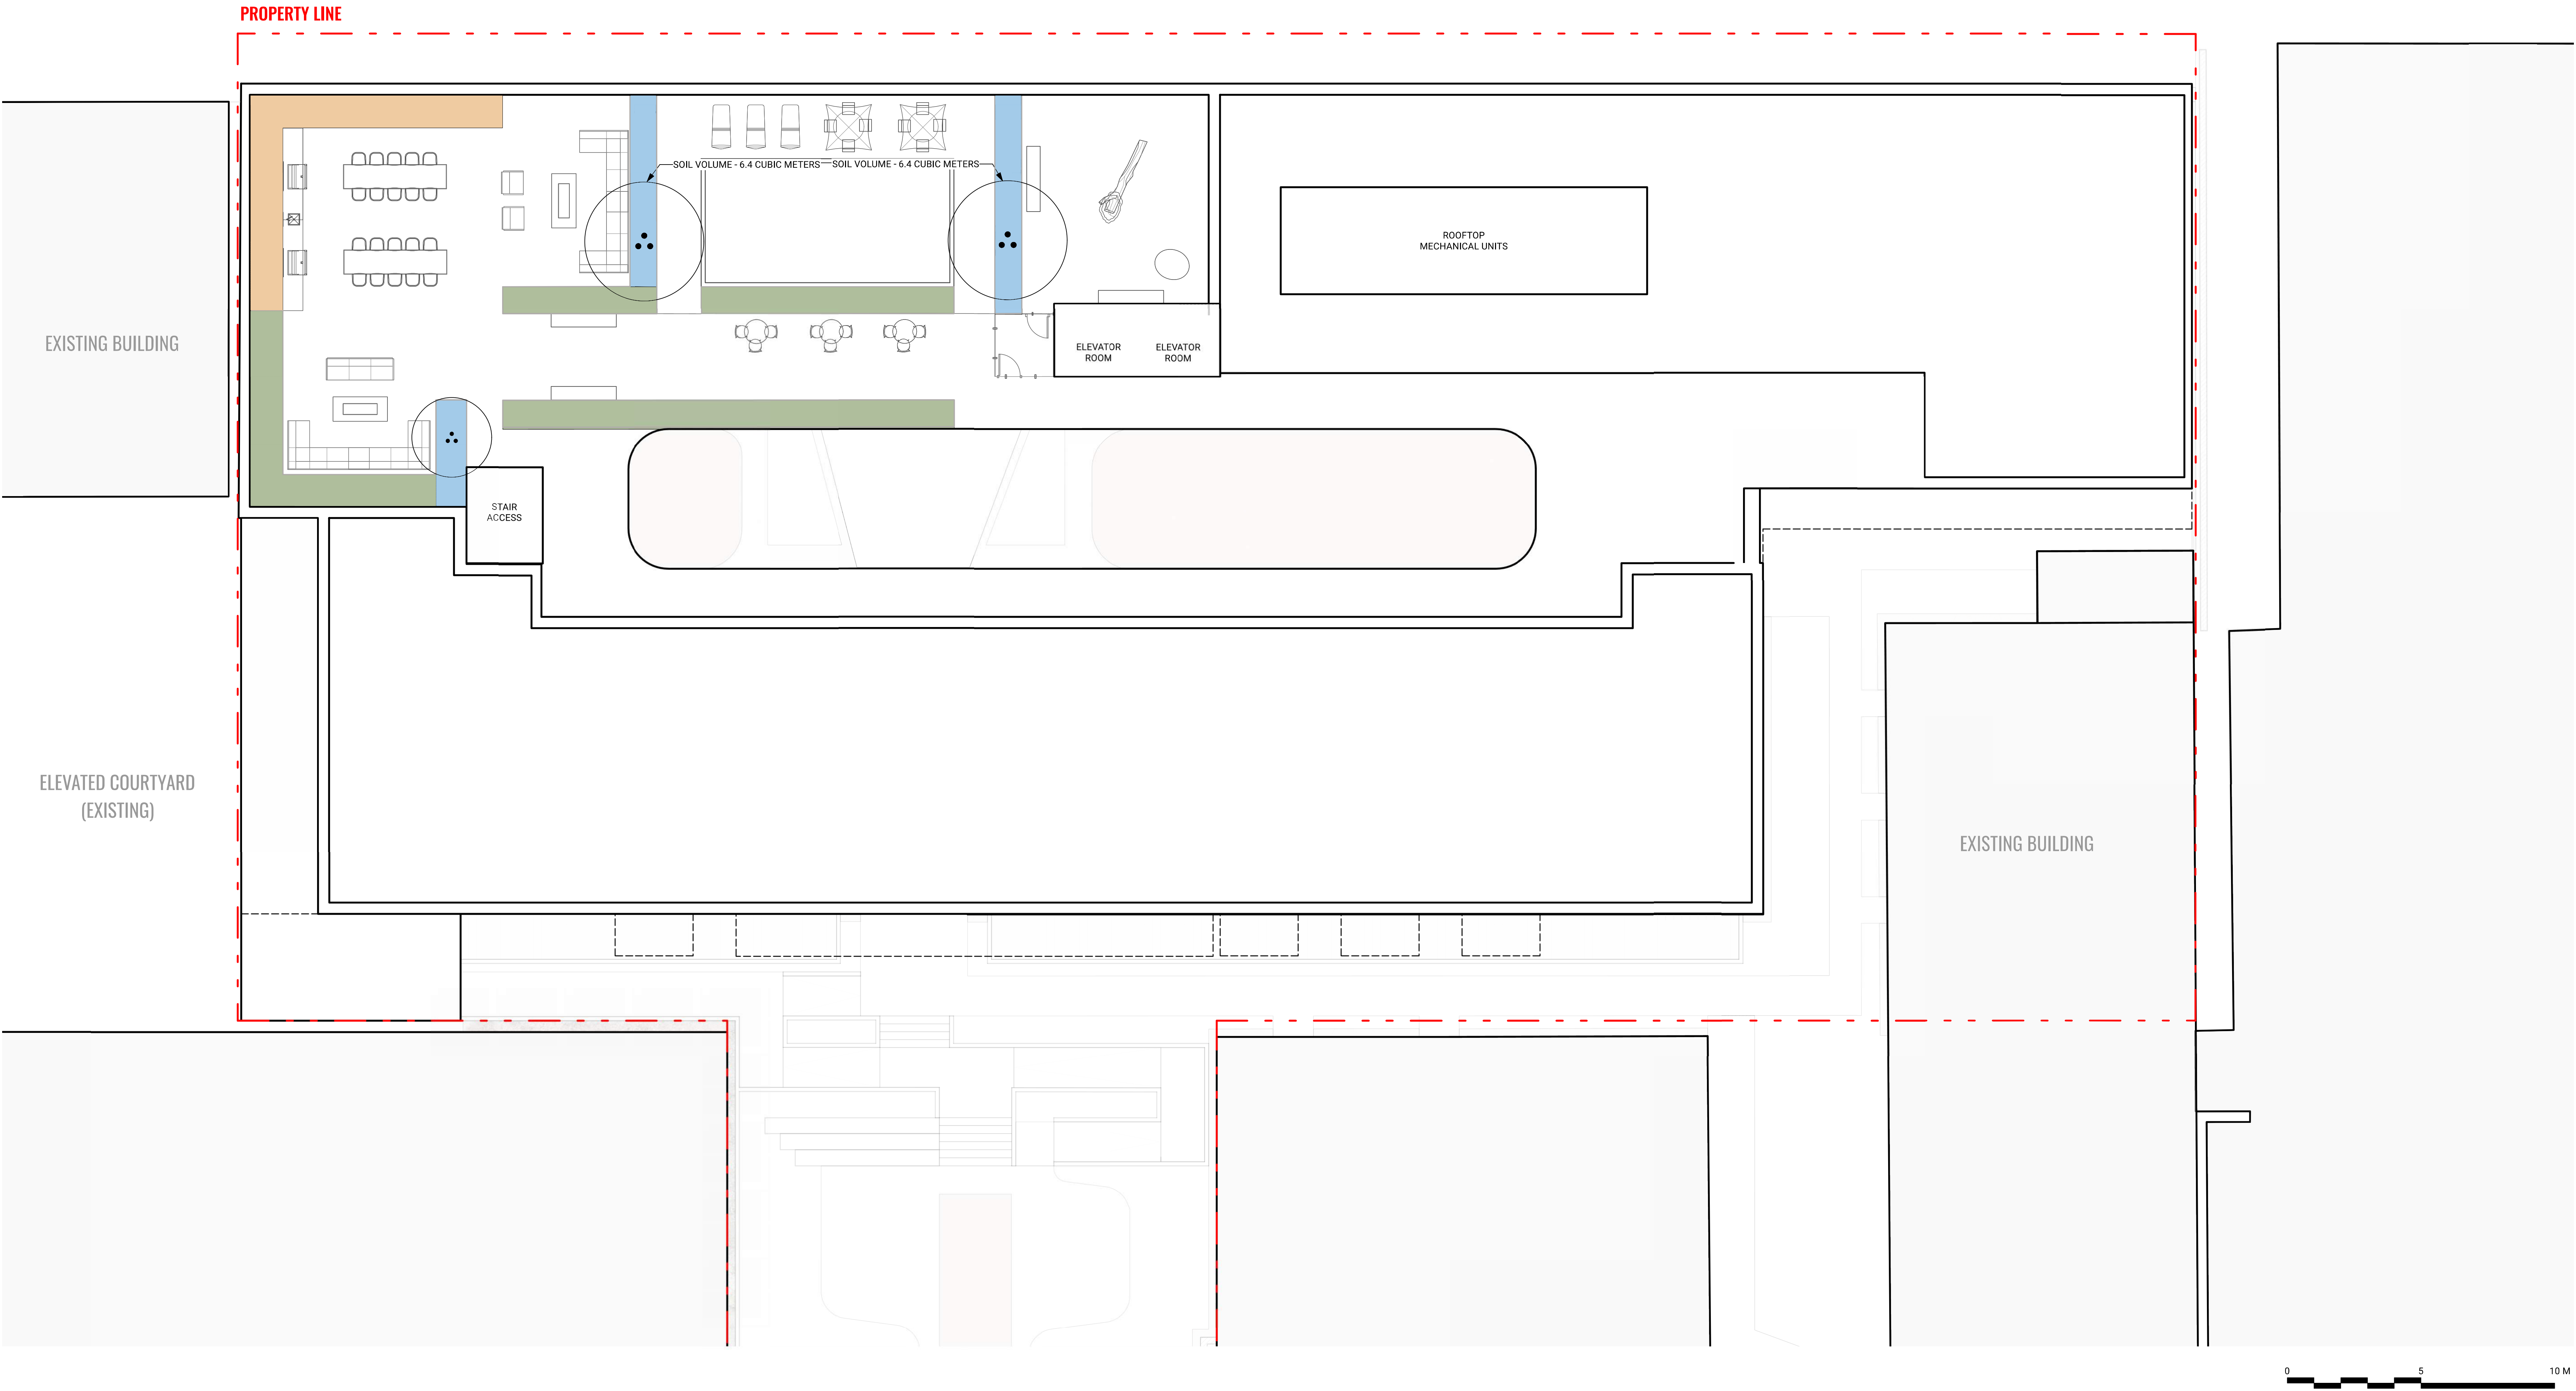 PROPERTY LINE
SOIL VOLUME - 6.4 CUBIC METERS
SOIL VOLUME - 6.4 CUBIC METERS
ROOFTOP
MECHANICAL UNITS
EXISTING BUILDING
ELEVATOR
ROOM
ELEVATOR
ROOM
STAIR
ACCESS
ELEVATED COURTYARD
(EXISTING)
EXISTING BUILDING
0 5 10 M